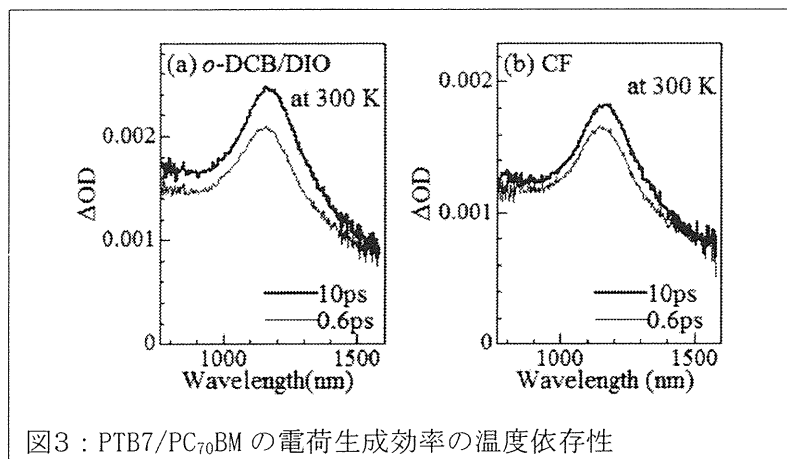 (a) o-DCB/DIO
at 300 K
0.002
0.001
0
ΔOD
10ps
0.6ps
1000
1500
Wavelength(nm)
(b) CF
at 300 K
0.002
0.001
0
ΔOD
10ps
0.6ps
1000
1500
Wavelength (nm)
図3：PTB7/PC₇₀BM の電荷生成効率の温度依存性